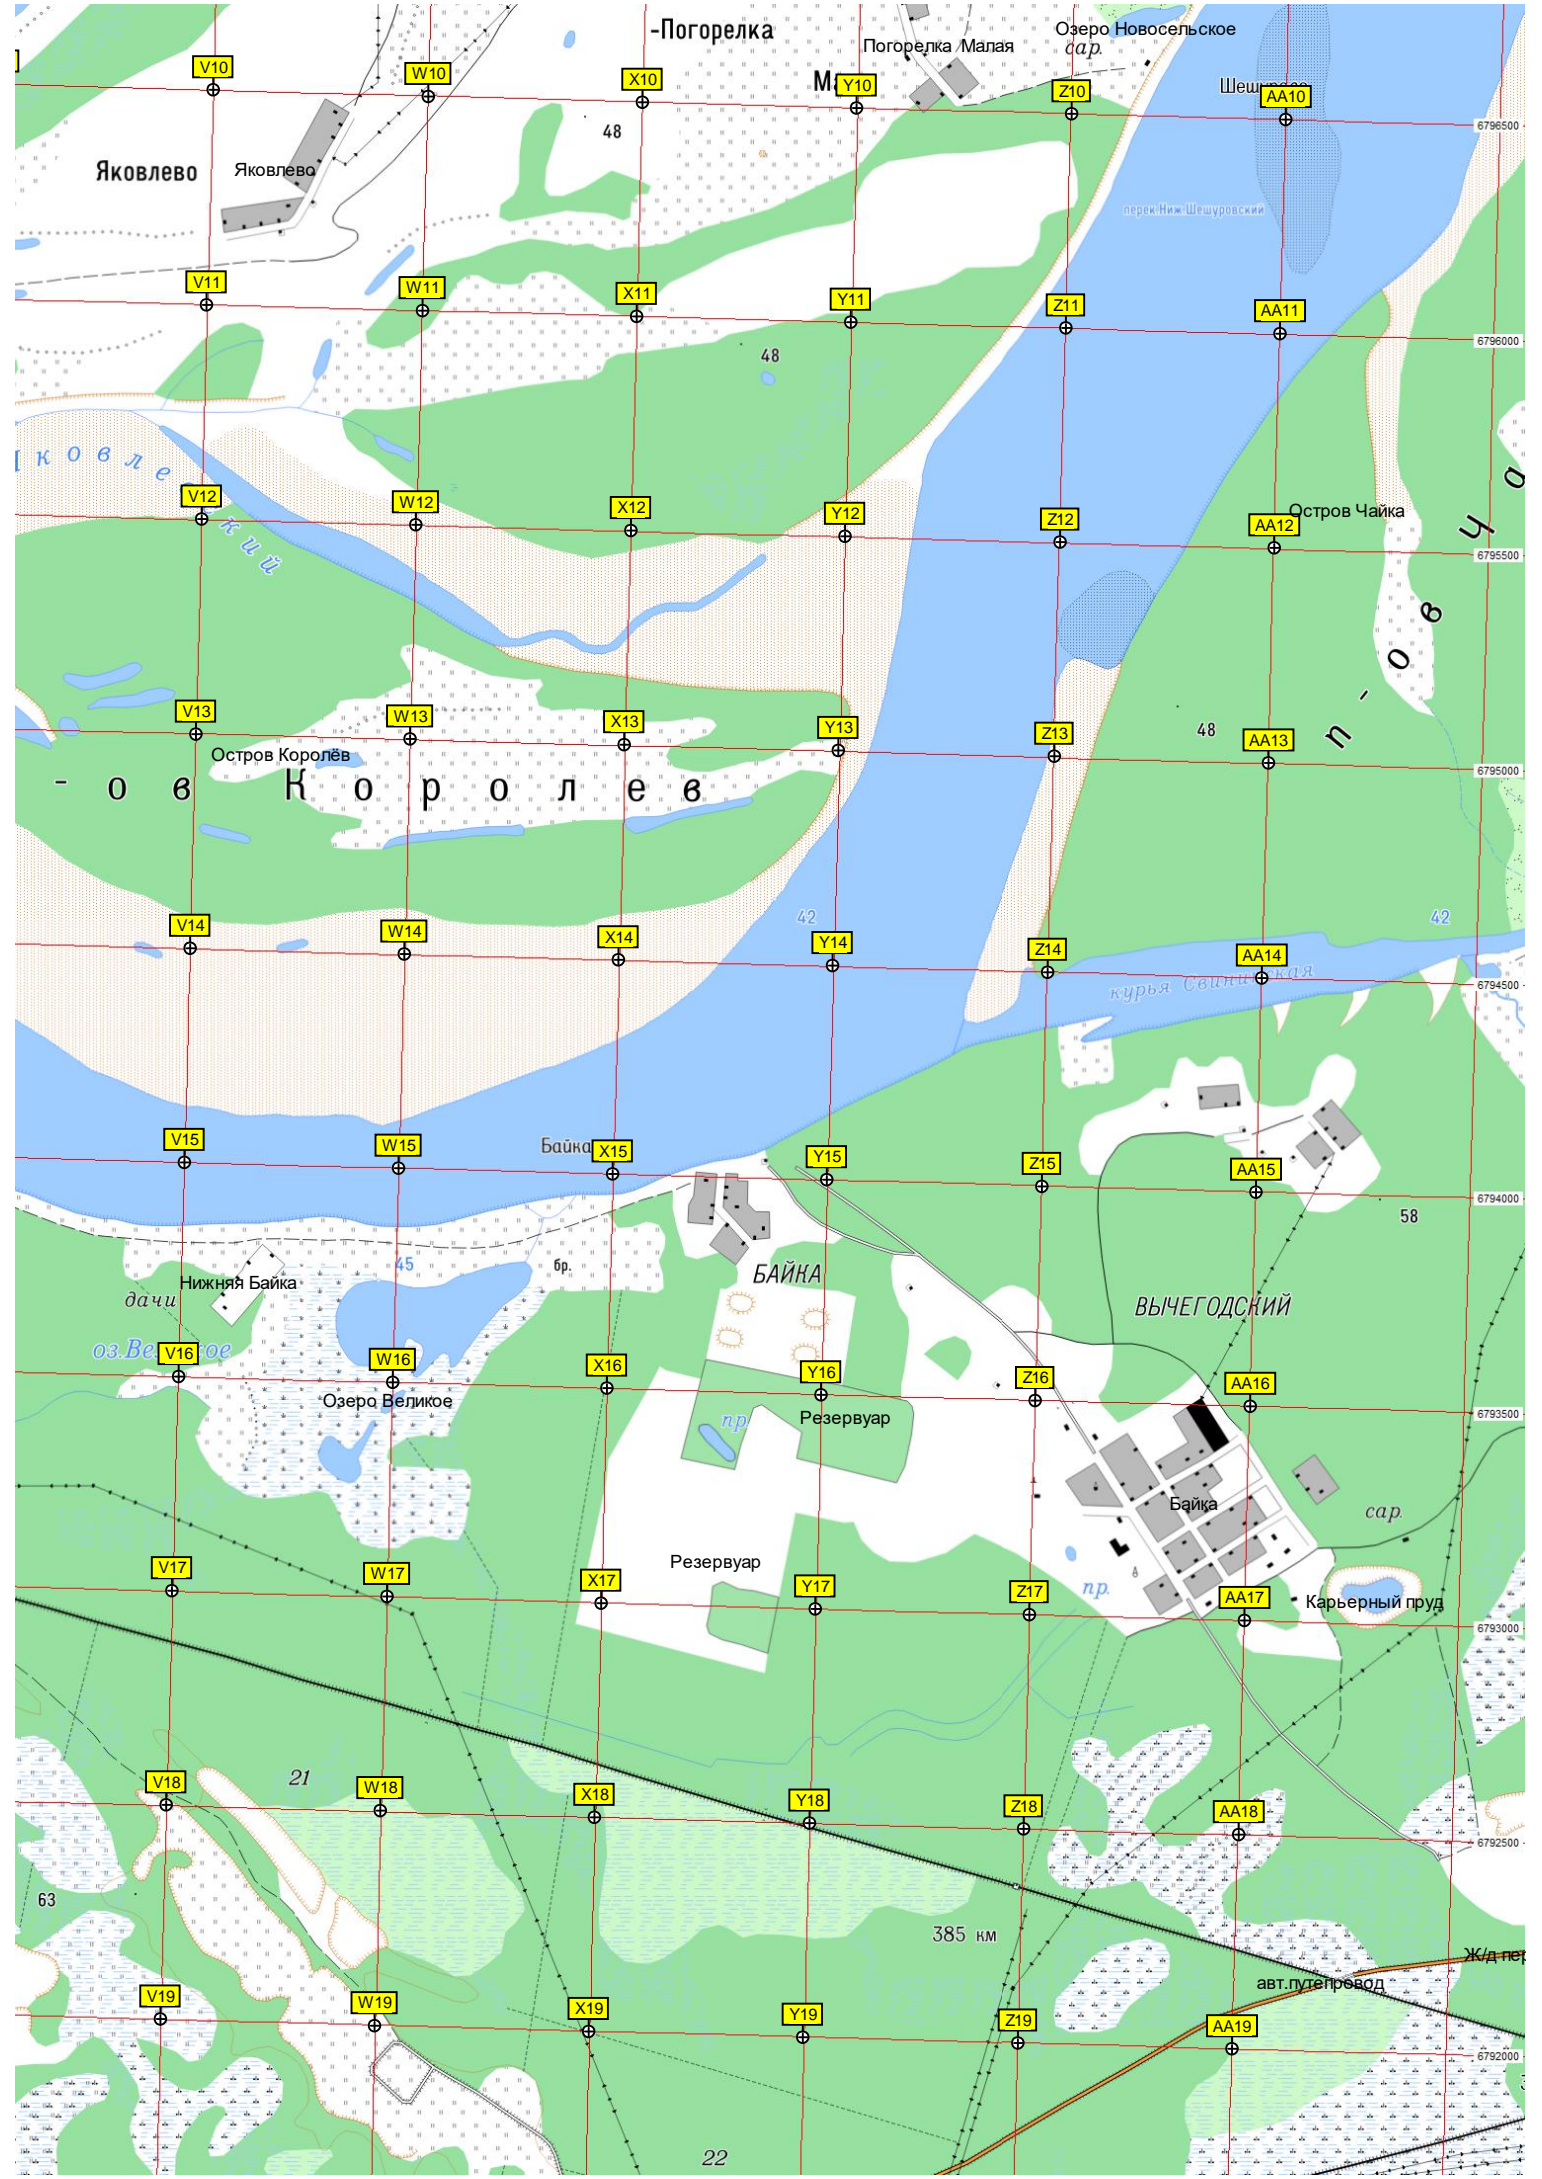 -Погорелка
Озеро Новосельское
Погорелка Малая
сар.
V10
W10
X10
Y10
Z10
AA10
6796500
48
Яковлево
Яковлево
перек.Ниж.Шешуровский
V11
W11
X11
Y11
Z11
AA11
6796000
48
V12
W12
X12
Y12
Z12
AA12
Остров Чайка
6795500
кий
п-ов Ча
V13
W13
X13
Y13
Z13
AA13
48
6795000
Остров Королёв
-ов Королев
42
42
V14
W14
X14
Y14
Z14
AA14
6794500
курья
Байка
V15
W15
X15
Y15
Z15
AA15
6794000
58
45
бр.
БАЙКА
Нижняя Байка
дачи
ВЫЧЕГОДСКИЙ
V16
W16
X16
Y16
Z16
AA16
6793500
Озеро Великое
пр.
Резервуар
Байка
сар.
Резервуар
V17
W17
X17
Y17
Z17
AA17
пр.
Карьерный пруд
6793000
21
V18
W18
X18
Y18
Z18
AA18
6792500
63
385 км
Ж/д
авт.путепровод
V19
W19
X19
Y19
Z19
AA19
6792000
22